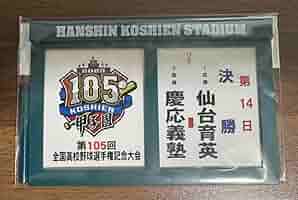 HANSHIN KOSHIEN STADIUM
2023
105
KOSHIEN
甲子園
第105回
全国高校野球選手権記念大会
第14日
決勝
仙台育英
慶応義塾